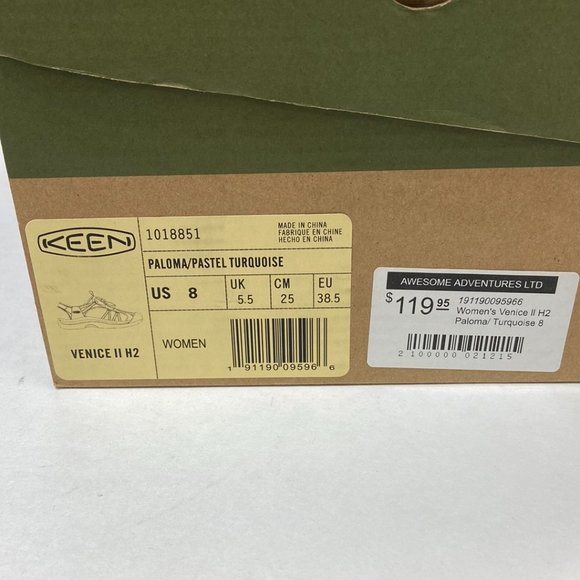 KEEN
1018851
MADE IN CHINA
FABRIQUE EN CHINE
HECHO EN CHINA
PALOMA/PASTEL TURQUOISE
US 8
UK 5.5
CM 25
EU 38.5
VENICE II H2
WOMEN
1 91190 09596 6
AWESOME ADVENTURES LTD
$119.95
191190095966
Women's Venice II H2
Paloma/ Turquoise 8
2 100000 021215